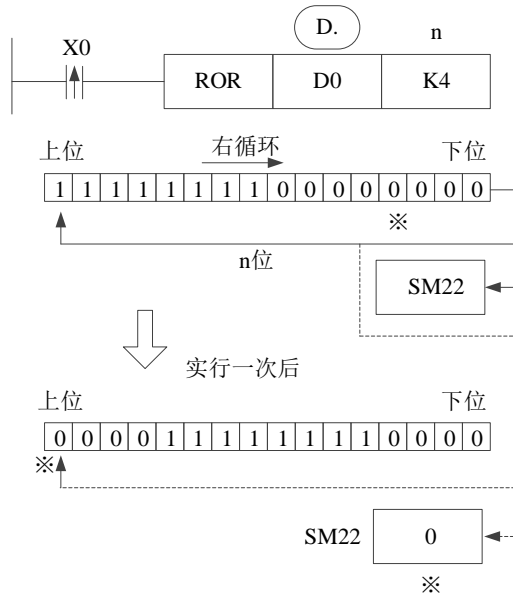 D. n
X0
ROR D0 K4
上位 右循环 下位
1 1 1 1 1 1 1 1 0 0 0 0 0 0 0 0
※
n位
SM22
实行一次后
上位 下位
0 0 0 0 1 1 1 1 1 1 1 1 0 0 0 0
※
SM22 0
※